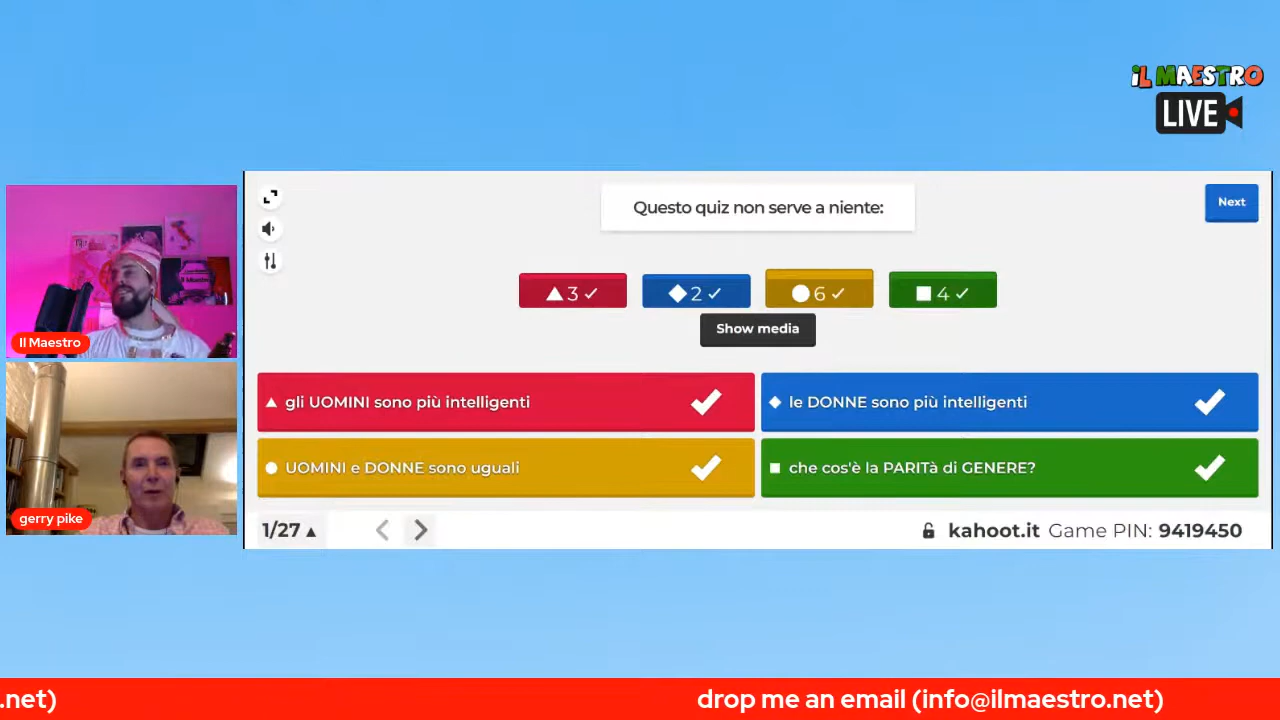 iL MAESTRO
LIVE
Questo quiz non serve a niente:
Next
3
2
6
4
Show media
Il Maestro
gli UOMINI sono più intelligenti
le DONNE sono più intelligenti
UOMINI e DONNE sono uguali
che cos'è la PARITà di GENERE?
gerry pike
1/27
kahoot.it Game PIN: 9419450
.net)
drop me an email (info@ilmaestro.net)